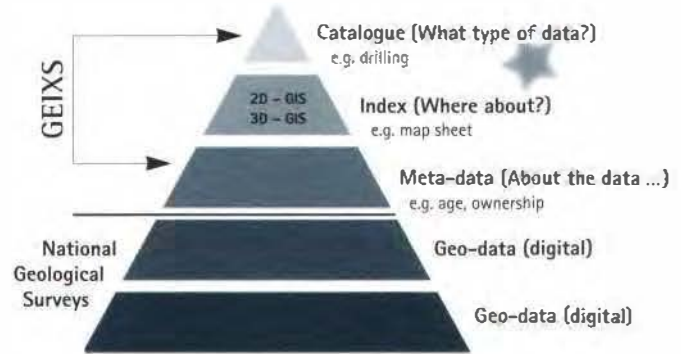 Catalogue (What type of data?)
e.g. drilling
GEIXS
2D - GIS
3D - GIS
Index (Where about?)
e.g. map sheet
Meta-data (About the data ...)
e.g. age, ownership
National
Geological
Surveys
Geo-data (digital)
Geo-data (digital)